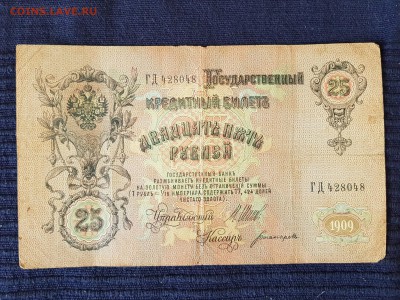 COINS.CAVE.RU
ГД 428048 Государственный 25
Кредитный Билетъ
Двадцать пять
Рублей
ГОСУДАРСТВЕННЫЙ БАНКЪ
РАЗМѢНИВАЕТЪ КРЕДИТНЫЕ БИЛЕТЫ
НА ЗОЛОТУЮ МОНЕТУ БЕЗЪ ОГРАНИЧЕНІЯ СУММЫ
(1 РУБЛЬ = 1/15 ИМПЕРІАЛА, СОДЕРЖИТЪ 17,424 ДОЛЕЙ
ЧИСТАГО ЗОЛОТА).
ГД 428048
25
Управляющій
Кассиръ
1909